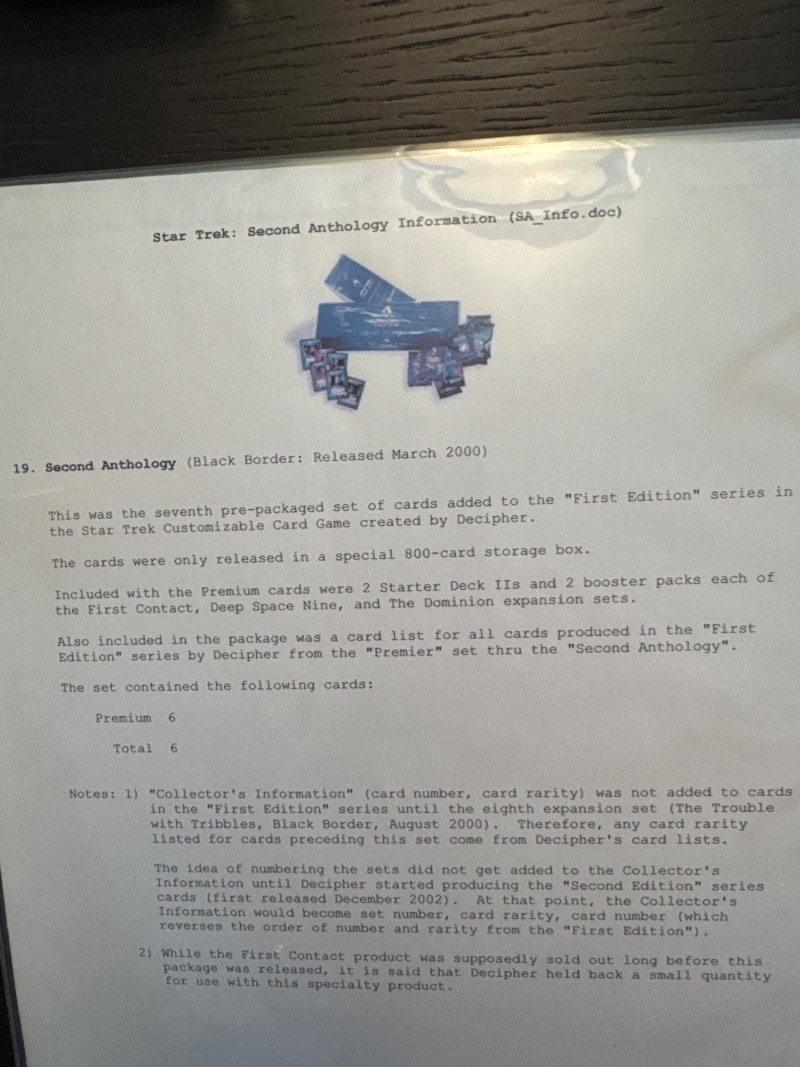 Star Trek: Second Anthology Information (SA_Info.doc)
19. Second Anthology (Black Border: Released March 2000)
This was the seventh pre-packaged set of cards added to the "First Edition" series in
the Star Trek Customizable Card Game created by Decipher.
The cards were only released in a special 800-card storage box.
Included with the Premium cards were 2 Starter Deck IIs and 2 booster packs each of
the First Contact, Deep Space Nine, and The Dominion expansion sets.
Also included in the package was a card list for all cards produced in the "First
Edition" series by Decipher from the "Premier" set thru the "Second Anthology".
The set contained the following cards:
Premium 6
Total 6
Notes: 1) "Collector's Information" (card number, card rarity) was not added to cards
in the "First Edition" series until the eighth expansion set (The Trouble
with Tribbles, Black Border, August 2000). Therefore, any card rarity
listed for cards preceding this set come from Decipher's card lists.
The idea of numbering the sets did not get added to the Collector's
Information until Decipher started producing the "Second Edition" series
cards (first released December 2002). At that point, the Collector's
Information would become set number, card rarity, card number (which
reverses the order of number and rarity from the "First Edition").
2) While the First Contact product was supposedly sold out long before this
package was released, it is said that Decipher held back a small quantity
for use with this specialty product.